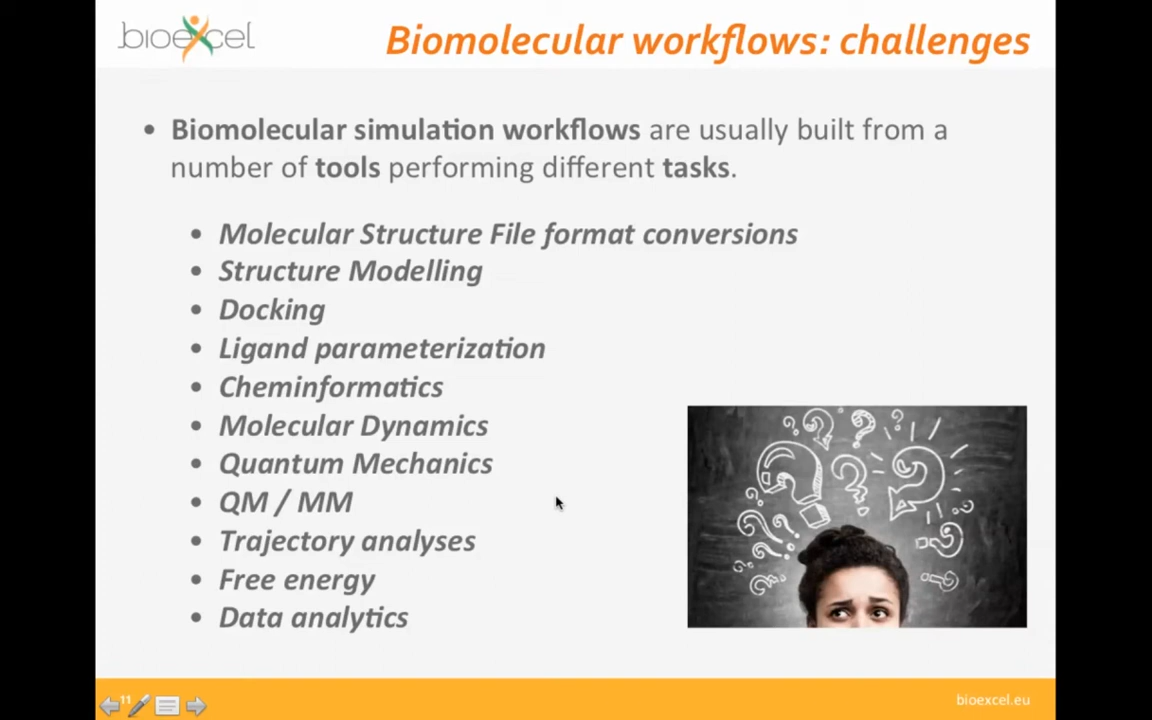 bioexcel
Biomolecular workflows: challenges
• Biomolecular simulation workflows are usually built from a
number of tools performing different tasks.
• Molecular Structure File format conversions
• Structure Modelling
• Docking
• Ligand parameterization
• Cheminformatics
• Molecular Dynamics
• Quantum Mechanics
• QM / MM
• Trajectory analyses
• Free energy
• Data analytics
11
bioexcel.eu